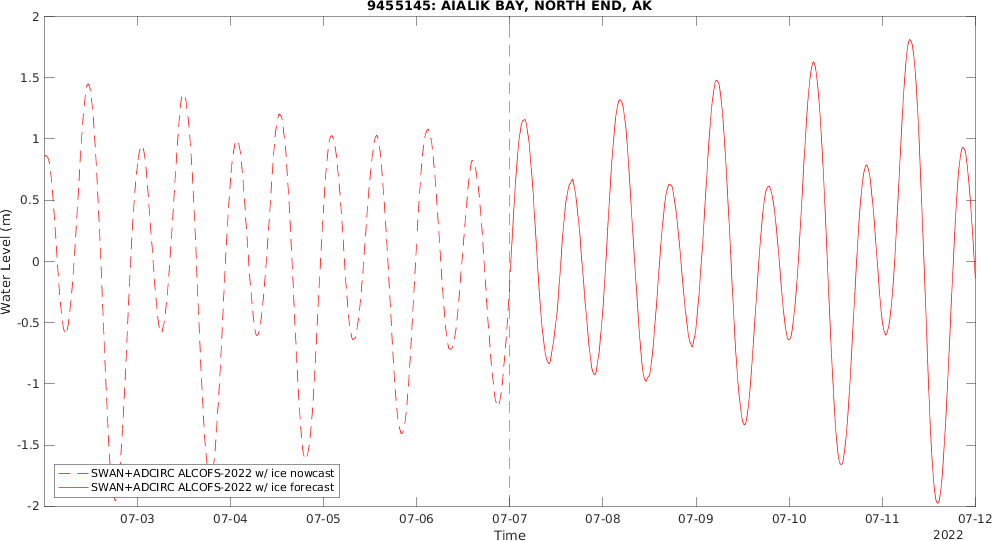 9455145: AIALIK BAY, NORTH END, AK
2
1.5
1
0.5
0
-0.5
-1
-1.5
-2
Water Level (m)
SWAN+ADCIRC ALCOFS-2022 w/ ice nowcast
SWAN+ADCIRC ALCOFS-2022 w/ ice forecast
07-03 07-04 07-05 07-06 07-07 07-08 07-09 07-10 07-11 07-12
Time
2022